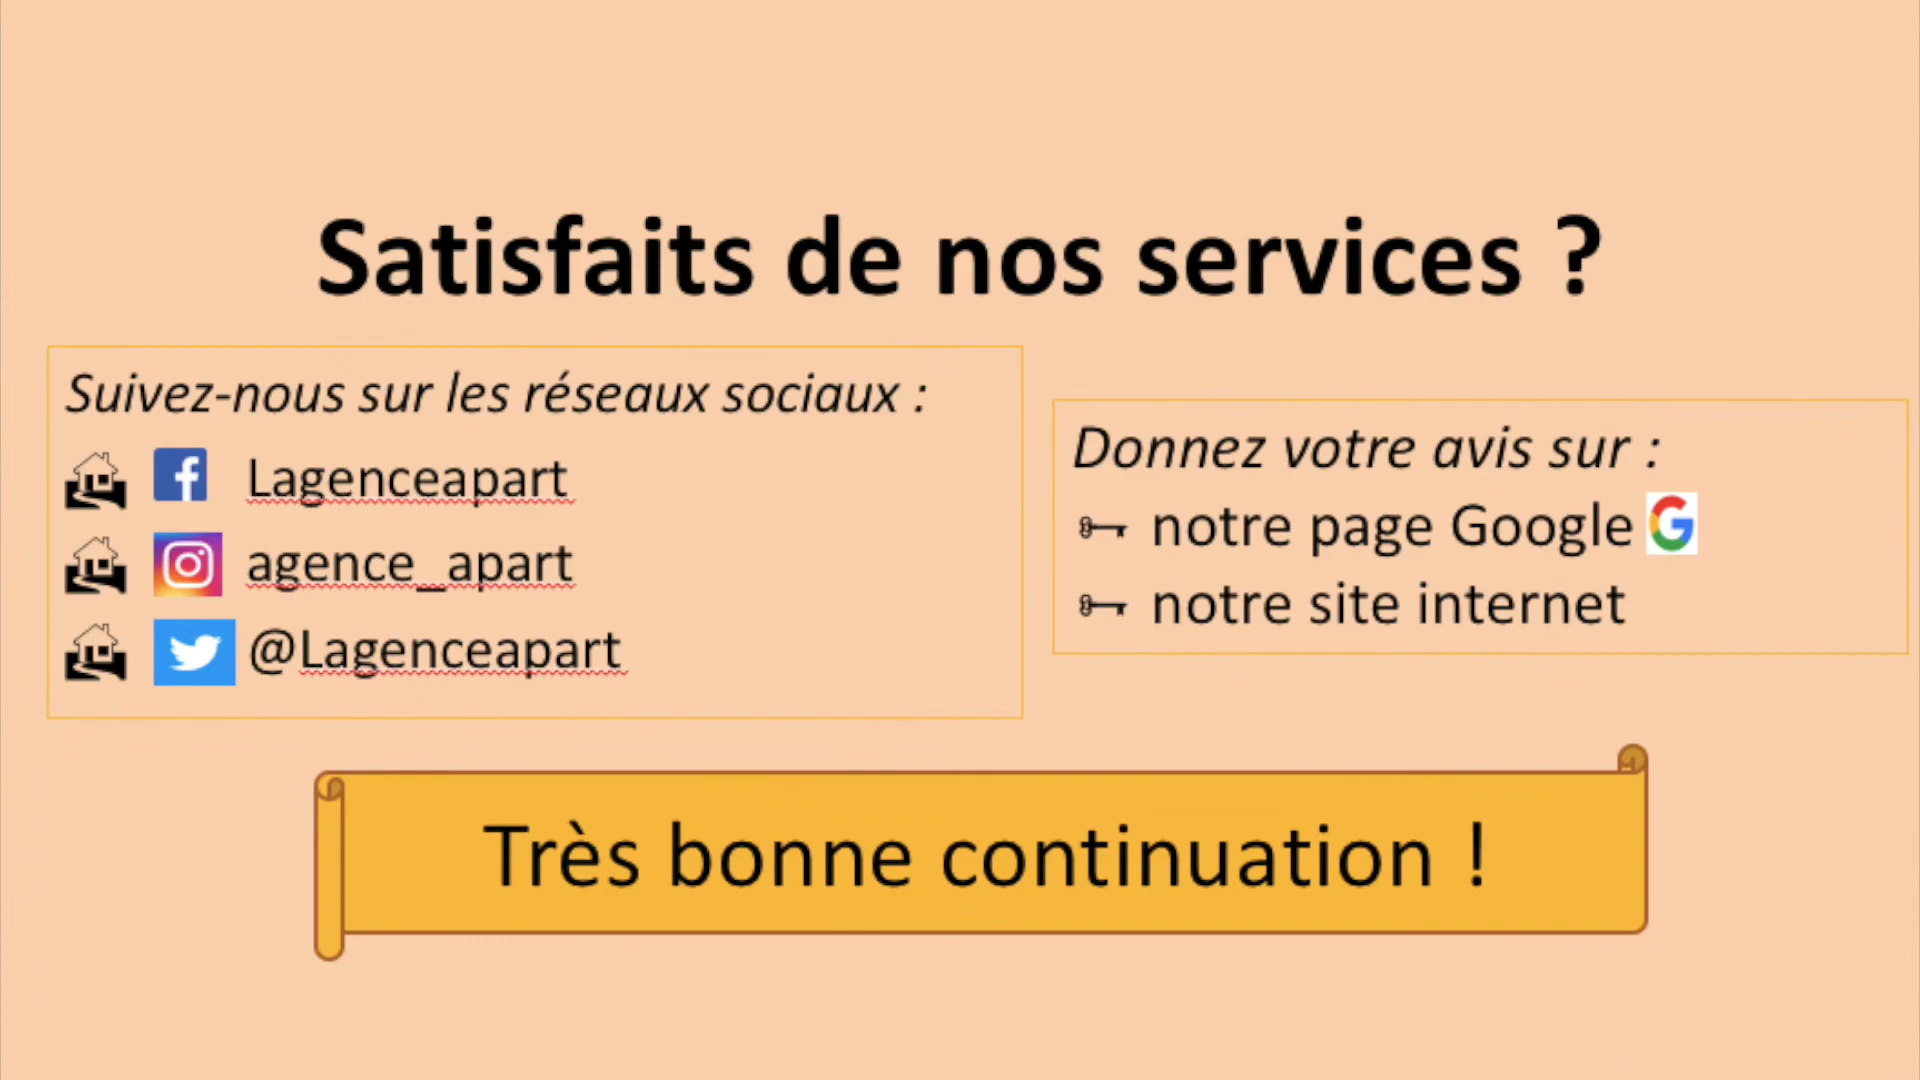 Satisfaits de nos services ?
Suivez-nous sur les réseaux sociaux :
Lagenceapart
agence_apart
@Lagenceapart
Donnez votre avis sur :
notre page Google
notre site internet
Très bonne continuation !